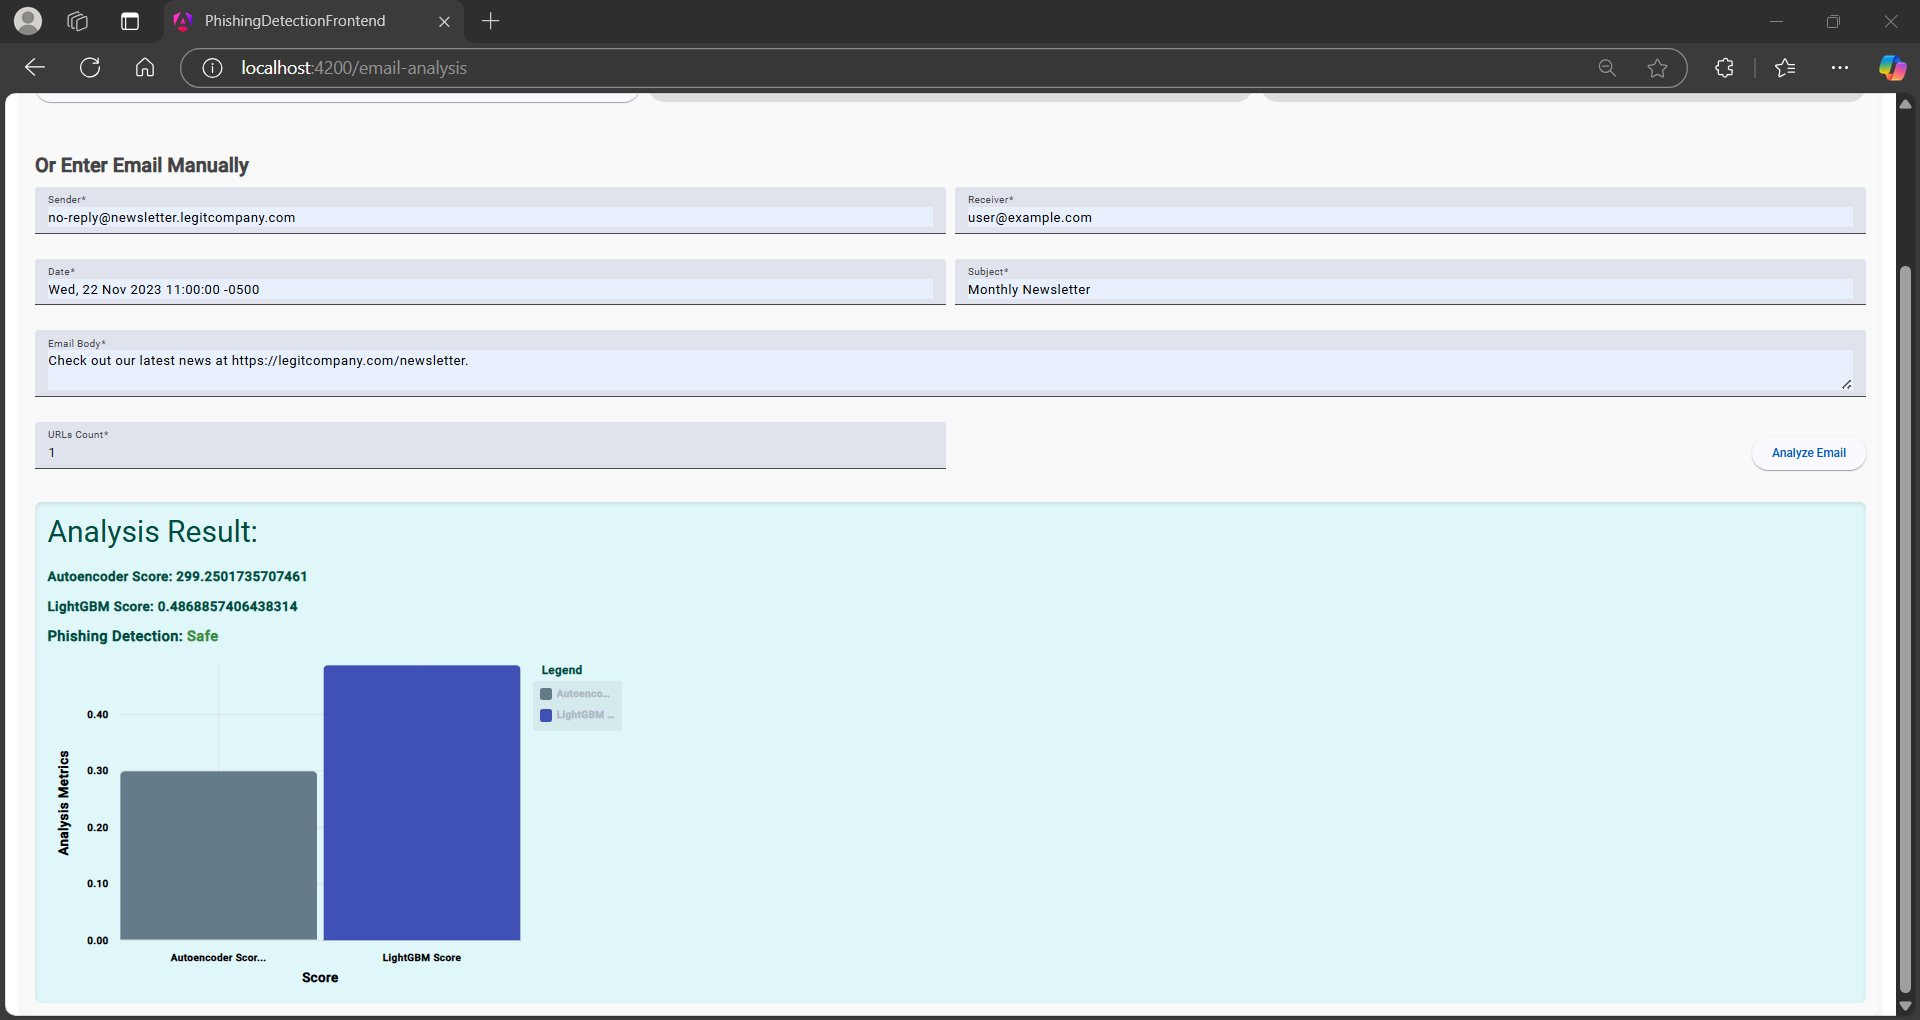 PhishingDetectionFrontend
localhost:4200/email-analysis
Or Enter Email Manually
Sender*
no-reply@newsletter.legitcompany.com
Receiver*
user@example.com
Date*
Wed, 22 Nov 2023 11:00:00 -0500
Subject*
Monthly Newsletter
Email Body*
Check out our latest news at https://legitcompany.com/newsletter.
URLs Count*
1
Analyze Email
Analysis Result:
Autoencoder Score: 299.2501735707461
LightGBM Score: 0.4868857406438314
Phishing Detection: Safe
Legend
Autoenco...
LightGBM ...
Analysis Metrics
0.40
0.30
0.20
0.10
0.00
Autoencoder Scor...
LightGBM Score
Score